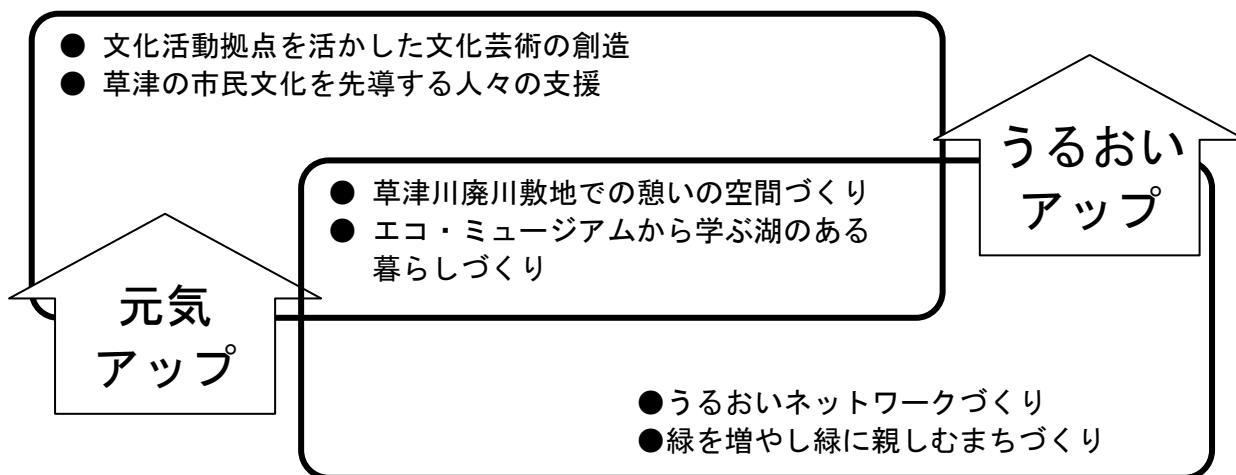 ● 文化活動拠点を活かした文化芸術の創造
● 草津の市民文化を先導する人々の支援
うるおい
アップ
● 草津川廃川敷地での憩いの空間づくり
● エコ・ミュージアムから学ぶ湖のある
暮らしづくり
元気
アップ
●うるおいネットワークづくり
●緑を増やし緑に親しむまちづくり